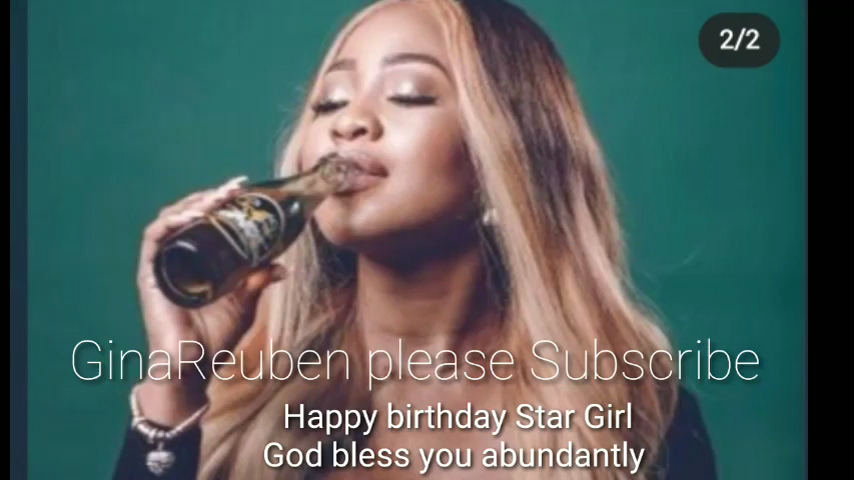 2/2
GinaReuben please Subscribe
Happy birthday Star Girl
God bless you abundantly